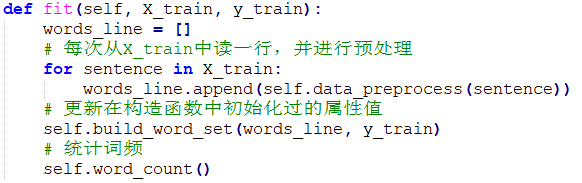 def fit(self, X_train, y_train):
    words_line = []
    # 每次从X_train中读一行，并进行预处理
    for sentence in X_train:
        words_line.append(self.data_preprocess(sentence))
    # 更新在构造函数中初始化过的属性值
    self.build_word_set(words_line, y_train)
    # 统计词频
    self.word_count()